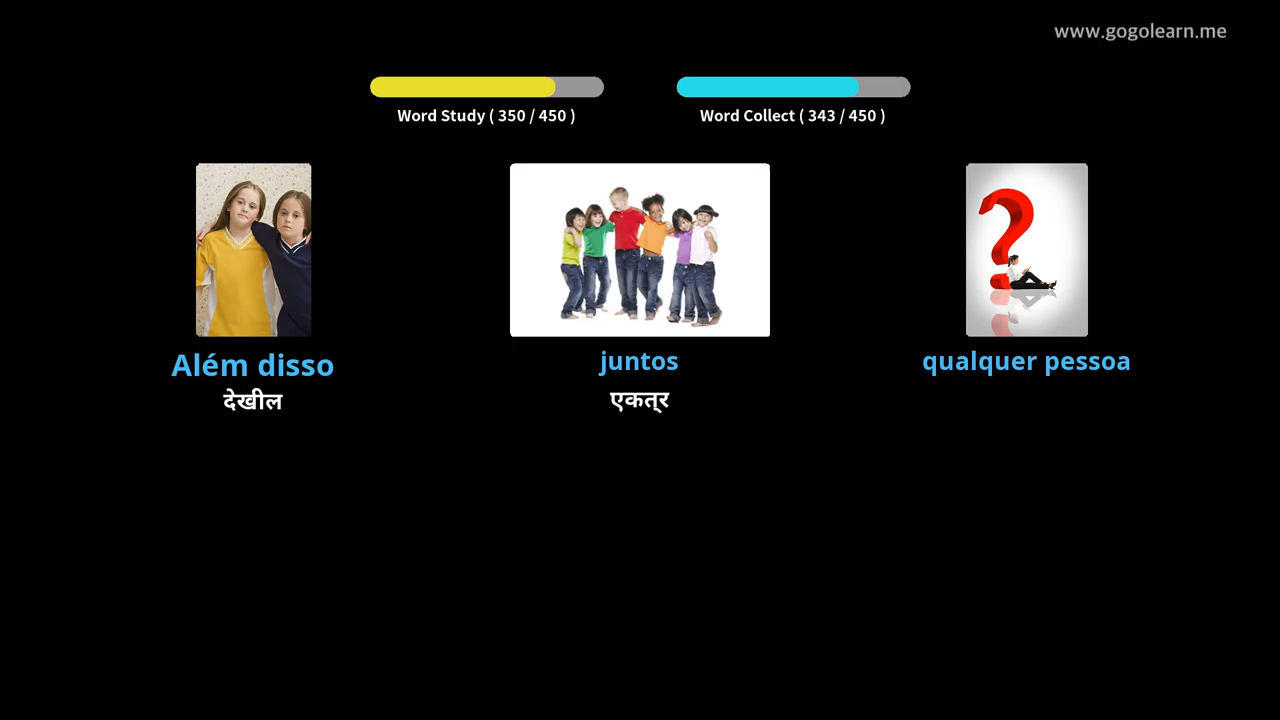 www.gogolearn.me
Word Study ( 350 / 450 )
Word Collect ( 343 / 450 )
Além disso
देखील
juntos
एकत्र
qualquer pessoa